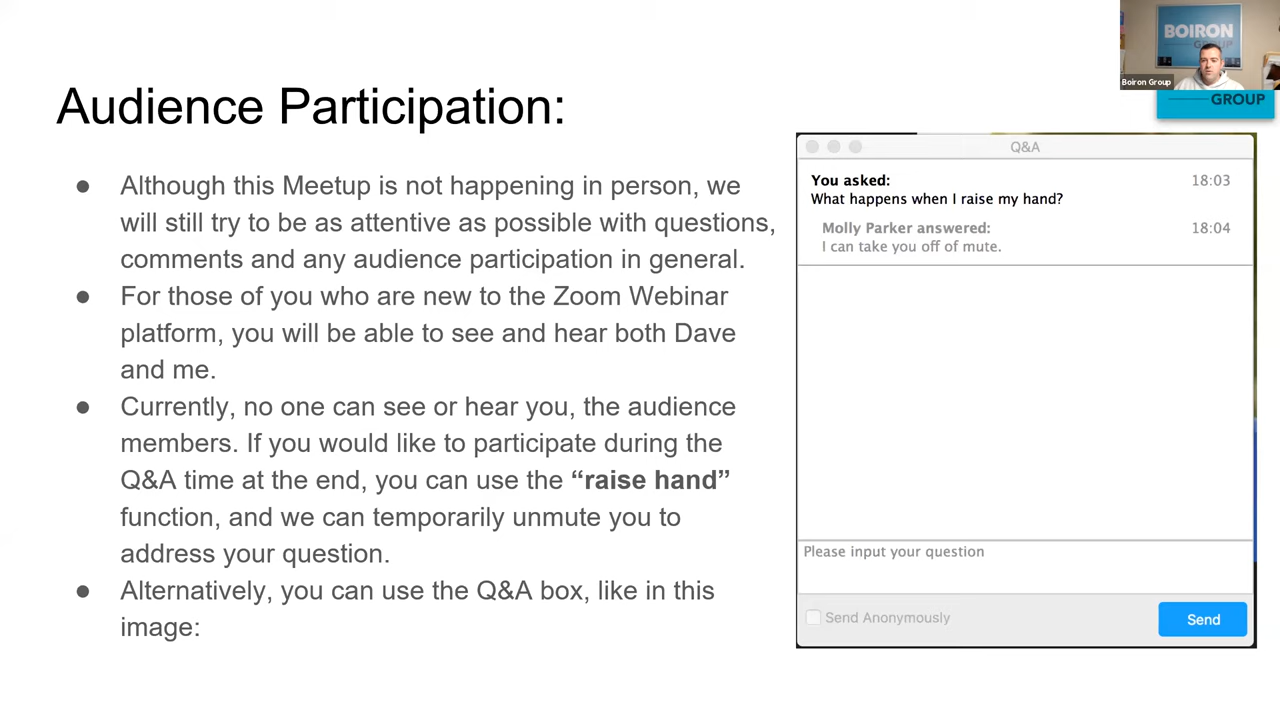 BOIRON
GROUP
Boiron Group
GROUP
Audience Participation:
● Although this Meetup is not happening in person, we
will still try to be as attentive as possible with questions,
comments and any audience participation in general.
● For those of you who are new to the Zoom Webinar
platform, you will be able to see and hear both Dave
and me.
● Currently, no one can see or hear you, the audience
members. If you would like to participate during the
Q&A time at the end, you can use the “raise hand”
function, and we can temporarily unmute you to
address your question.
● Alternatively, you can use the Q&A box, like in this
image:
Q&A
You asked: 18:03
What happens when I raise my hand?
Molly Parker answered: 18:04
I can take you off of mute.
Please input your question
Send Anonymously
Send